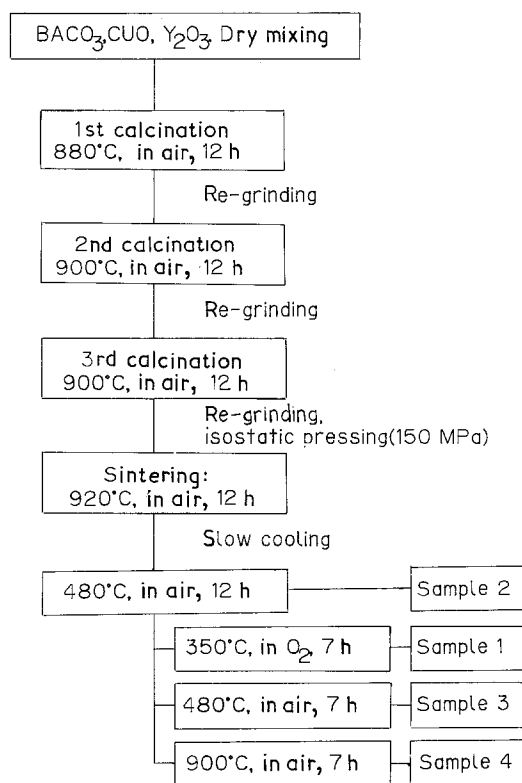 BACO3,CUO, Y2O3, Dry mixing
1st calcination
880°C, in air, 12 h
Re-grinding
2nd calcination
900°C, in air, 12 h
Re-grinding
3rd calcination
900°C, in air, 12 h
Re-grinding,
isostatic pressing(150 MPa)
Sintering:
920°C, in air, 12 h
Slow cooling
480°C, in air, 12 h
Sample 2
350°C, in O2, 7 h
Sample 1
480°C, in air, 7 h
Sample 3
900°C, in air, 7 h
Sample 4